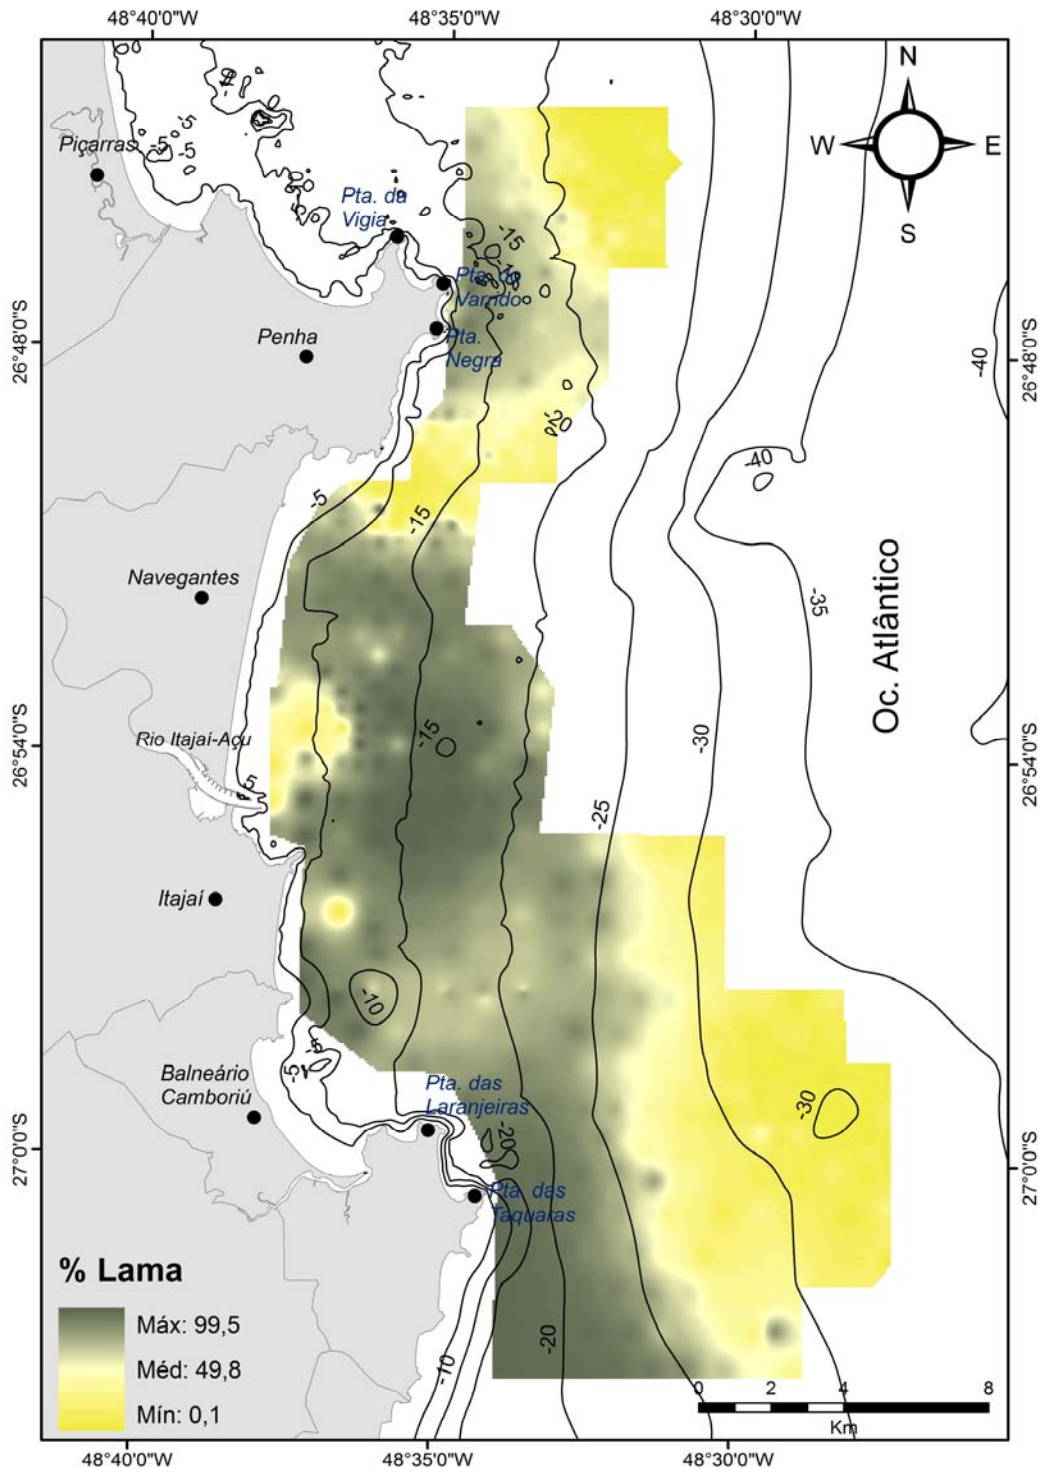 48°40'0"W
48°35'0"W
48°30'0"W
N
W
E
S
-5
-5
-5
Piçarras
Pta. da
Vigia
-5
-15
-10
Pta. do
Varrido
26°48'0"S
Penha
Pta.
Negra
-40
26°48'0"S
-20
-40
-5
-15
Navegantes
-35
Oc. Atlântico
Rio Itajaí-Açu
-15
-30
26°54'0"S
26°54'0"S
-5
-25
Itajaí
-10
-5
-5
Balneário
Camboriú
Pta. das
Laranjeiras
-30
-20
27°0'0"S
27°0'0"S
Pta. das
Taquaras
% Lama
Máx: 99,5
Méd: 49,8
Mín: 0,1
-10
-20
0 2 4 8
Km
48°40'0"W
48°35'0"W
48°30'0"W